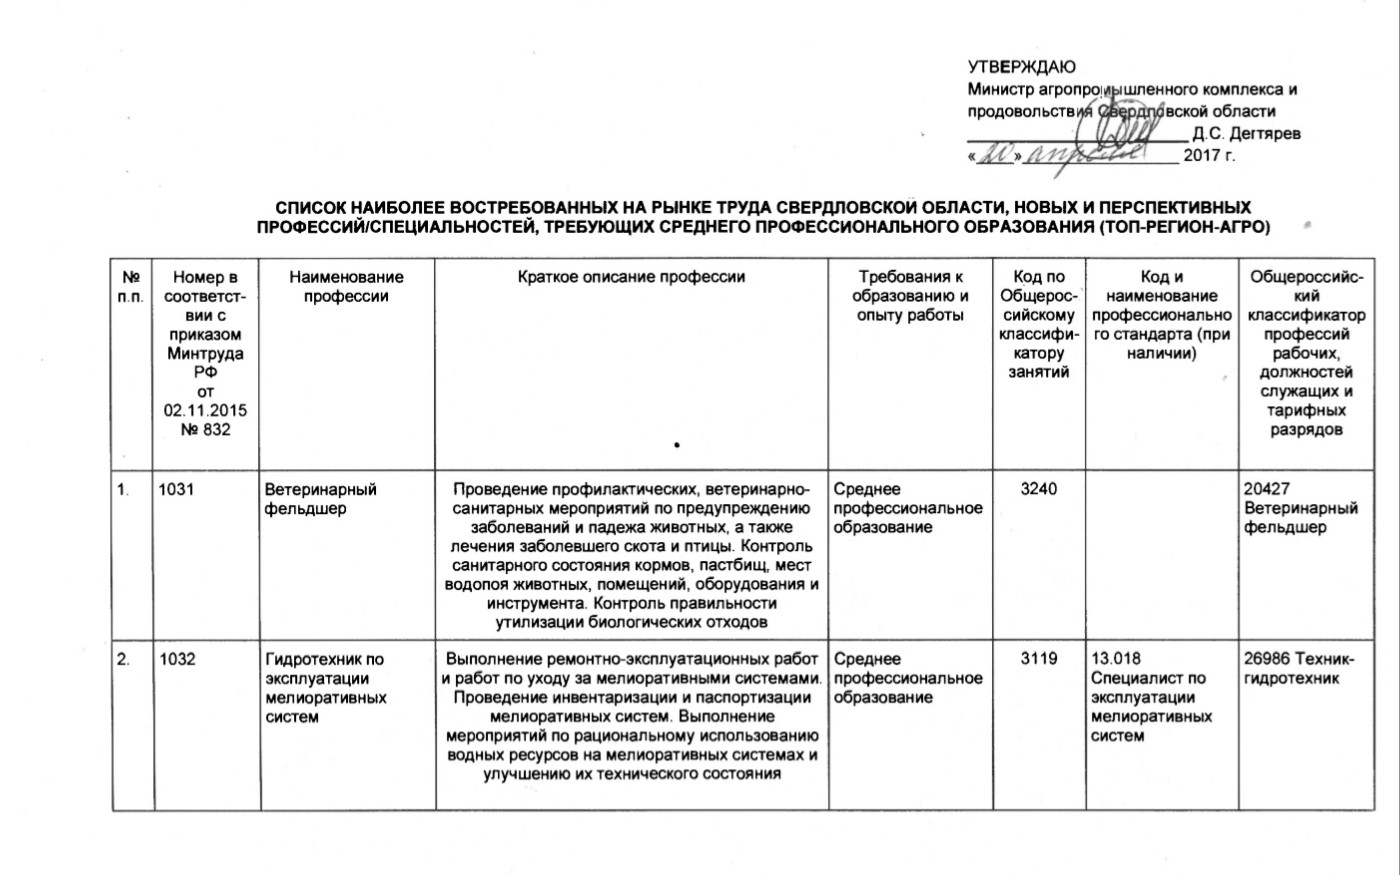 УТВЕРЖДАЮ
Министр агропромышленного комплекса и
продовольствия Свердловской области
Д.С. Дегтярев
«20» апреля 2017 г.
СПИСОК НАИБОЛЕЕ ВОСТРЕБОВАННЫХ НА РЫНКЕ ТРУДА СВЕРДЛОВСКОЙ ОБЛАСТИ, НОВЫХ И ПЕРСПЕКТИВНЫХ
ПРОФЕССИЙ/СПЕЦИАЛЬНОСТЕЙ, ТРЕБУЮЩИХ СРЕДНЕГО ПРОФЕССИОНАЛЬНОГО ОБРАЗОВАНИЯ (ТОП-РЕГИОН-АГРО)
№
п.п.
Номер в
соответст-
вии с
приказом
Минтруда
РФ
от
02.11.2015
№ 832
Наименование
профессии
Краткое описание профессии
Требования к
образованию и
опыту работы
Код по
Общерос-
сийскому
классифи-
катору
занятий
Код и
наименование
профессионально
го стандарта (при
наличии)
Общероссийс-
кий
классификатор
профессий
рабочих,
должностей
служащих и
тарифных
разрядов
1.
1031
Ветеринарный
фельдшер
Проведение профилактических, ветеринарно-
санитарных мероприятий по предупреждению
заболеваний и падежа животных, а также
лечения заболевшего скота и птицы. Контроль
санитарного состояния кормов, пастбищ, мест
водопоя животных, помещений, оборудования и
инструмента. Контроль правильности
утилизации биологических отходов
Среднее
профессиональное
образование
3240
20427
Ветеринарный
фельдшер
2.
1032
Гидротехник по
эксплуатации
мелиоративных
систем
Выполнение ремонтно-эксплуатационных работ
и работ по уходу за мелиоративными системами.
Проведение инвентаризации и паспортизации
мелиоративных систем. Выполнение
мероприятий по рациональному использованию
водных ресурсов на мелиоративных системах и
улучшению их технического состояния
Среднее
профессиональное
образование
3119
13.018
Специалист по
эксплуатации
мелиоративных
систем
26986 Техник-
гидротехник